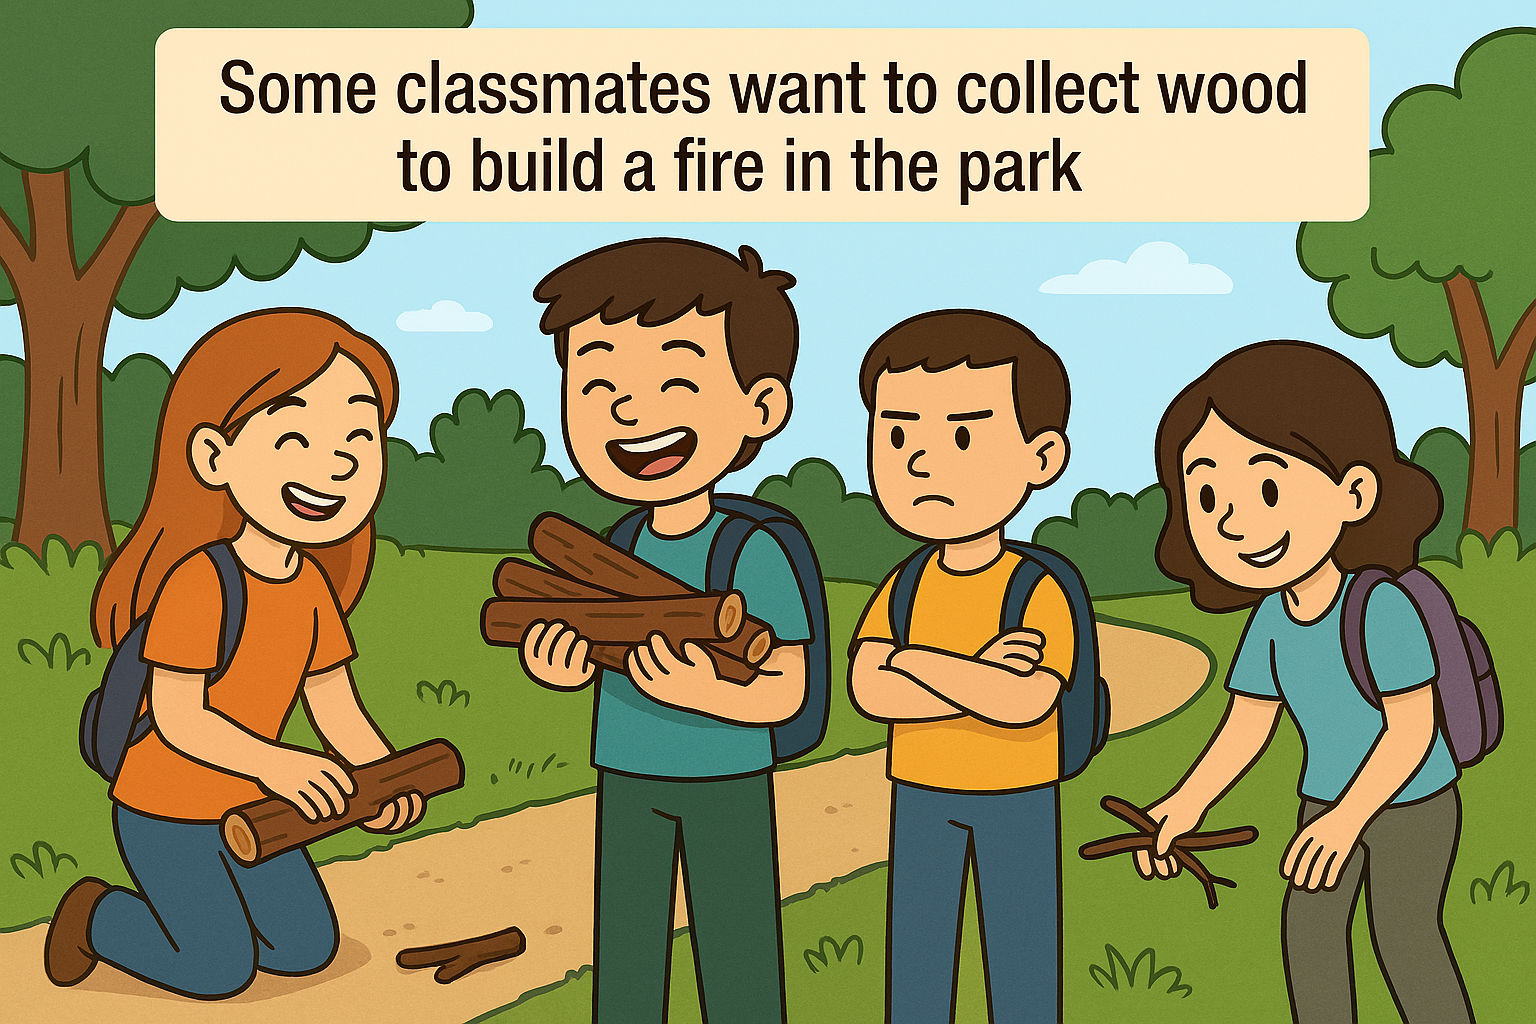 Some classmates want to collect wood
to build a fire in the park